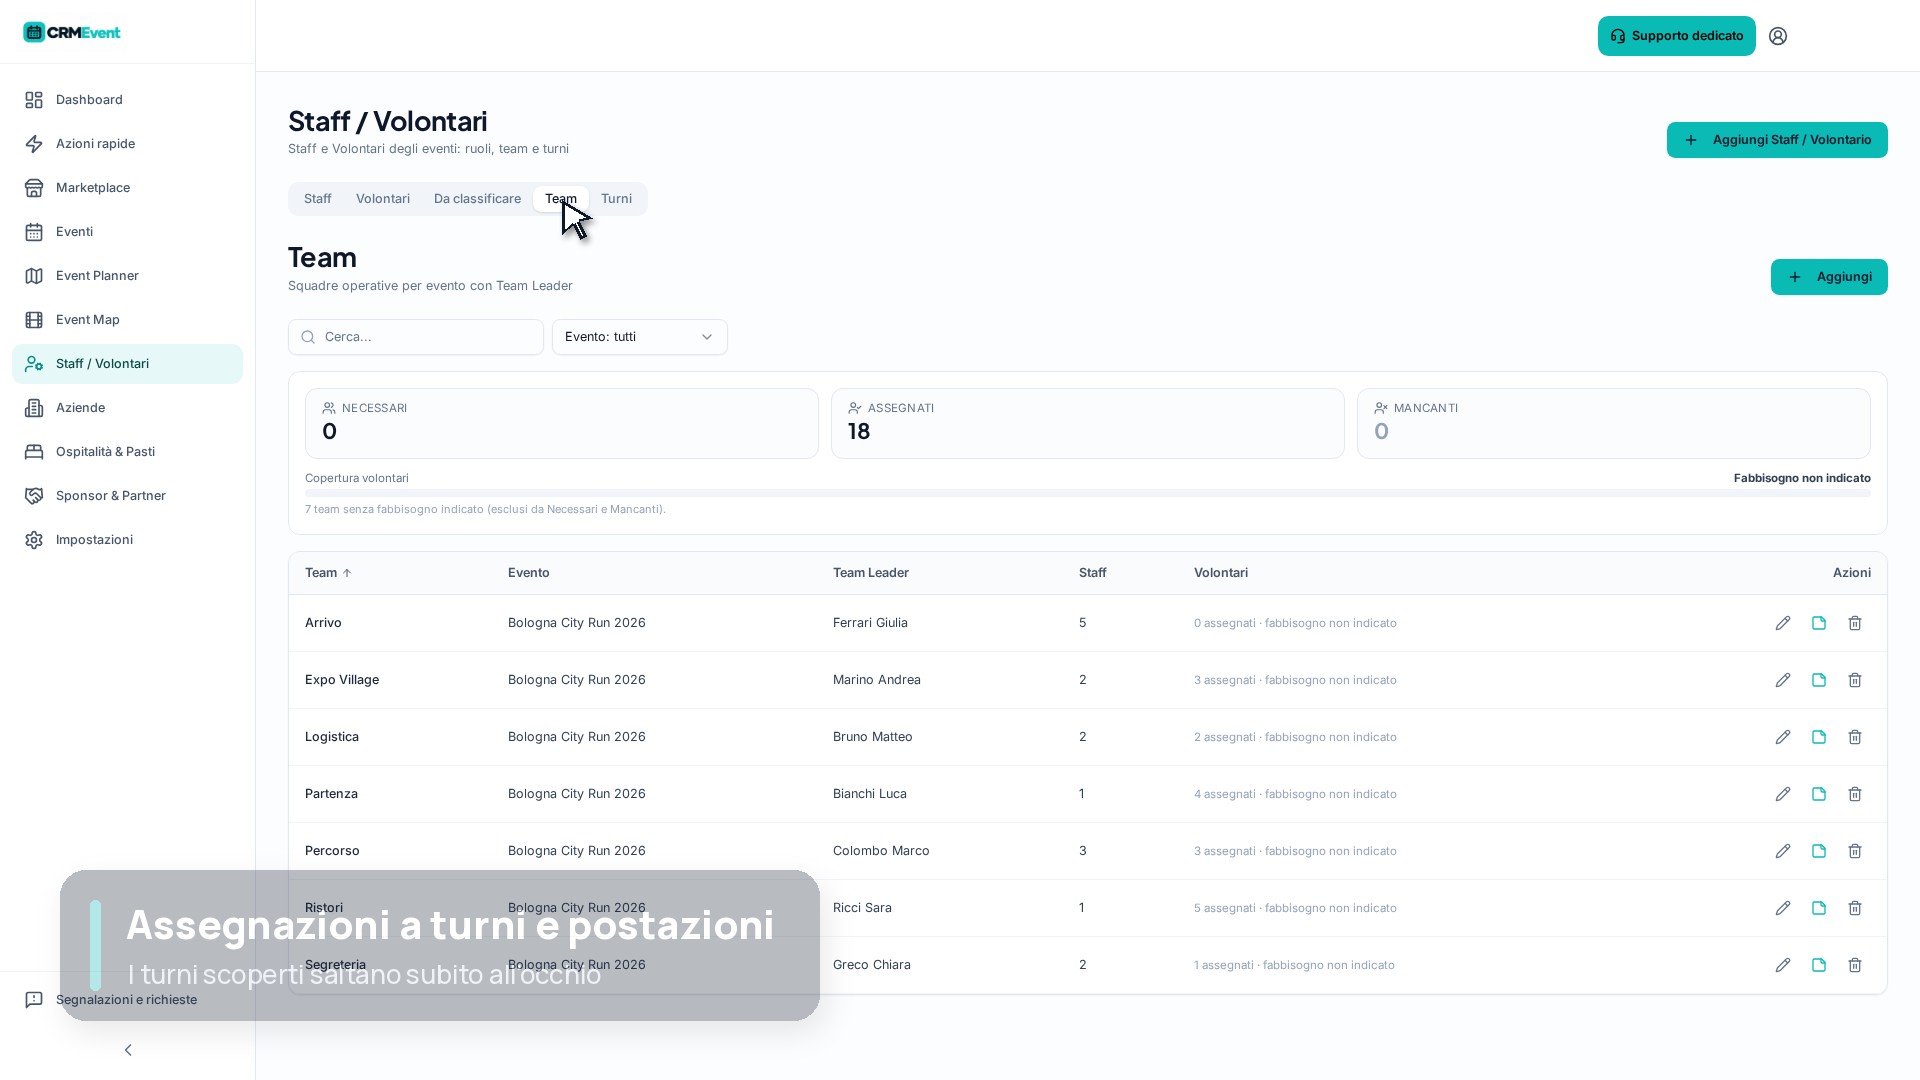 CRMEvent
Supporto dedicato
Dashboard
Azioni rapide
Marketplace
Eventi
Event Planner
Event Map
Staff / Volontari
Aziende
Ospitalità & Pasti
Sponsor & Partner
Impostazioni
Segnalazioni e richieste
Staff / Volontari
Staff e Volontari degli eventi: ruoli, team e turni
Aggiungi Staff / Volontario
Staff Volontari Da classificare Team Turni
Team
Squadre operative per evento con Team Leader
Aggiungi
Cerca... Evento: tutti
NECESSARI
0
ASSEGNATI
18
MANCANTI
0
Copertura volontari Fabbisogno non indicato
7 team senza fabbisogno indicato (esclusi da Necessari e Mancanti).
Team Evento Team Leader Staff Volontari Azioni
Arrivo Bologna City Run 2026 Ferrari Giulia 5 0 assegnati · fabbisogno non indicato
Expo Village Bologna City Run 2026 Marino Andrea 2 3 assegnati · fabbisogno non indicato
Logistica Bologna City Run 2026 Bruno Matteo 2 2 assegnati · fabbisogno non indicato
Partenza Bologna City Run 2026 Bianchi Luca 1 4 assegnati · fabbisogno non indicato
Percorso Bologna City Run 2026 Colombo Marco 3 3 assegnati · fabbisogno non indicato
Ristori Bologna City Run 2026 Ricci Sara 1 5 assegnati · fabbisogno non indicato
Segreteria Bologna City Run 2026 Greco Chiara 2 1 assegnati · fabbisogno non indicato
Assegnazioni a turni e postazioni
I turni scoperti saltano subito all'occhio